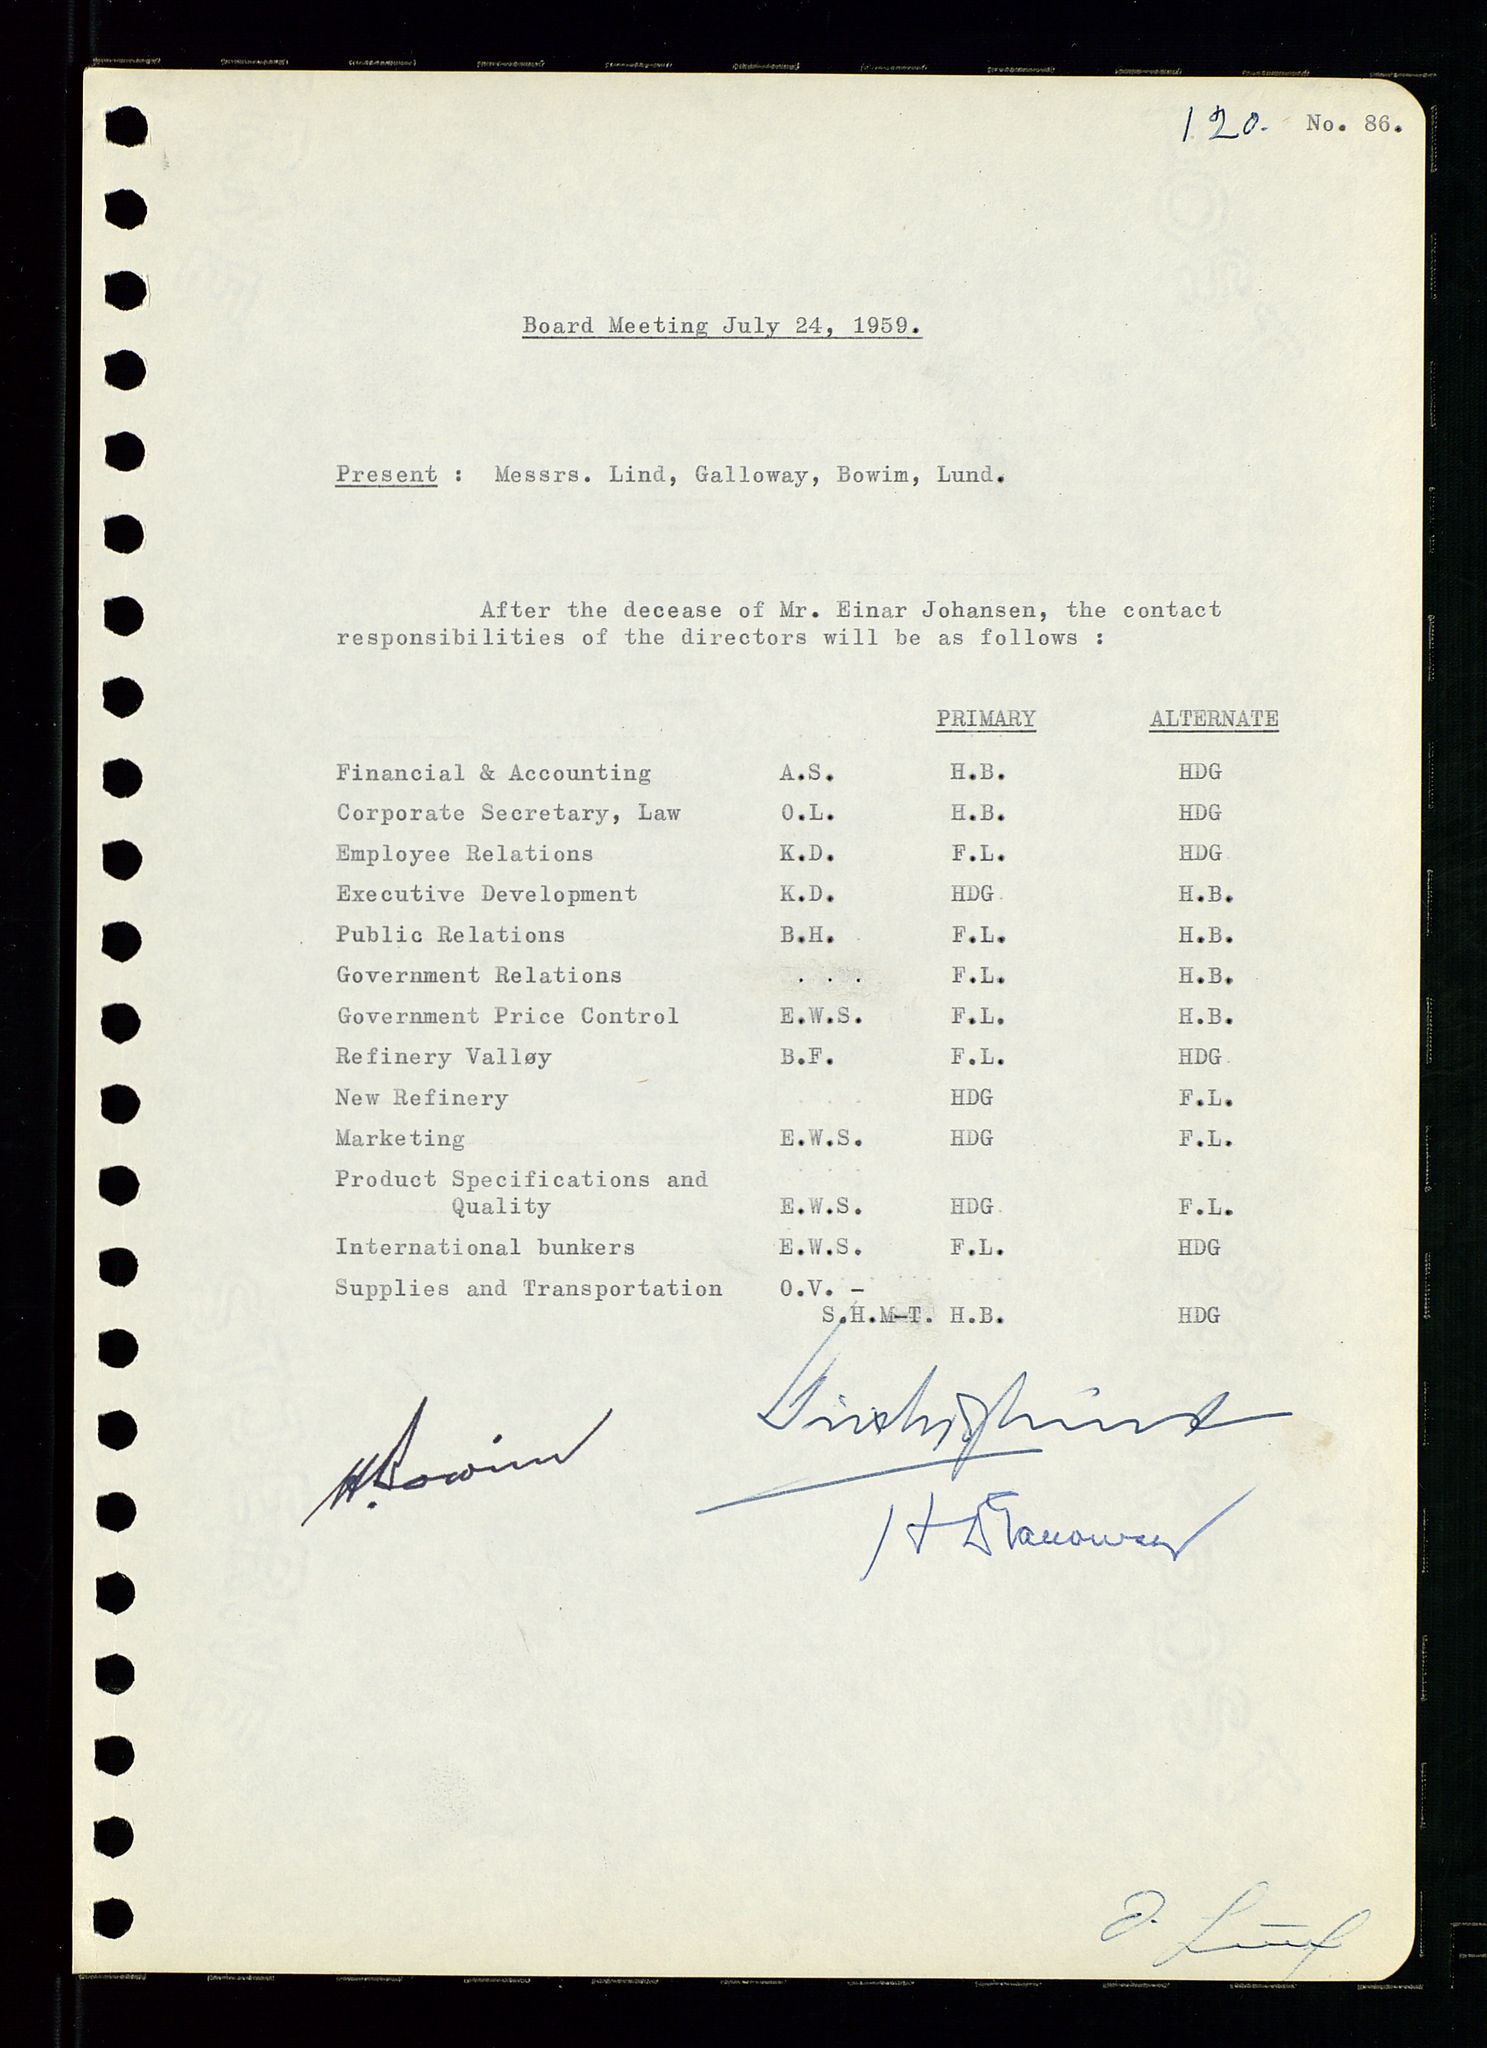 120. No. 86.
Board Meeting July 24, 1959.
Present : Messrs. Lind, Galloway, Bowim, Lund.
After the decease of Mr. Einar Johansen, the contact
responsibilities of the directors will be as follows :
PRIMARY ALTERNATE
Financial & Accounting A.S. H.B. HDG
Corporate Secretary, Law O.L. H.B. HDG
Employee Relations K.D. F.L. HDG
Executive Development K.D. HDG H.B.
Public Relations B.H. F.L. H.B.
Government Relations . . . F.L. H.B.
Government Price Control E.W.S. F.L. H.B.
Refinery Valløy B.F. F.L. HDG
New Refinery HDG F.L.
Marketing E.W.S. HDG F.L.
Product Specifications and
Quality E.W.S. HDG F.L.
International bunkers E.W.S. F.L. HDG
Supplies and Transportation O.V. –
S.H.M-T. H.B. HDG
H. Bowim
H D Galloway